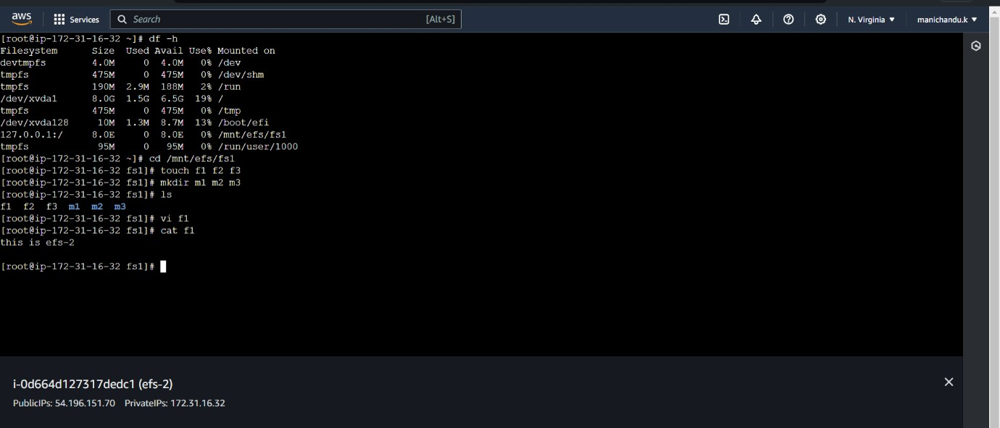 aws Services Search [Alt+S] N. Virginia manichandu.k
[root@ip-172-31-16-32 ~]# df -h
Filesystem      Size  Used Avail Use% Mounted on
devtmpfs        4.0M     0  4.0M   0% /dev
tmpfs           475M     0  475M   0% /dev/shm
tmpfs           190M  2.9M  188M   2% /run
/dev/xvda1      8.0G  1.5G  6.5G  19% /
tmpfs           475M     0  475M   0% /tmp
/dev/xvda128     10M  1.3M  8.7M  13% /boot/efi
127.0.0.1:/     8.0E     0  8.0E   0% /mnt/efs/fs1
tmpfs            95M     0   95M   0% /run/user/1000
[root@ip-172-31-16-32 ~]# cd /mnt/efs/fs1
[root@ip-172-31-16-32 fs1]# touch f1 f2 f3
[root@ip-172-31-16-32 fs1]# mkdir m1 m2 m3
[root@ip-172-31-16-32 fs1]# ls
f1  f2  f3  m1  m2  m3
[root@ip-172-31-16-32 fs1]# vi f1
[root@ip-172-31-16-32 fs1]# cat f1
this is efs-2
[root@ip-172-31-16-32 fs1]#
i-0d664d127317dedc1 (efs-2)
PublicIPs: 54.196.151.70 PrivateIPs: 172.31.16.32